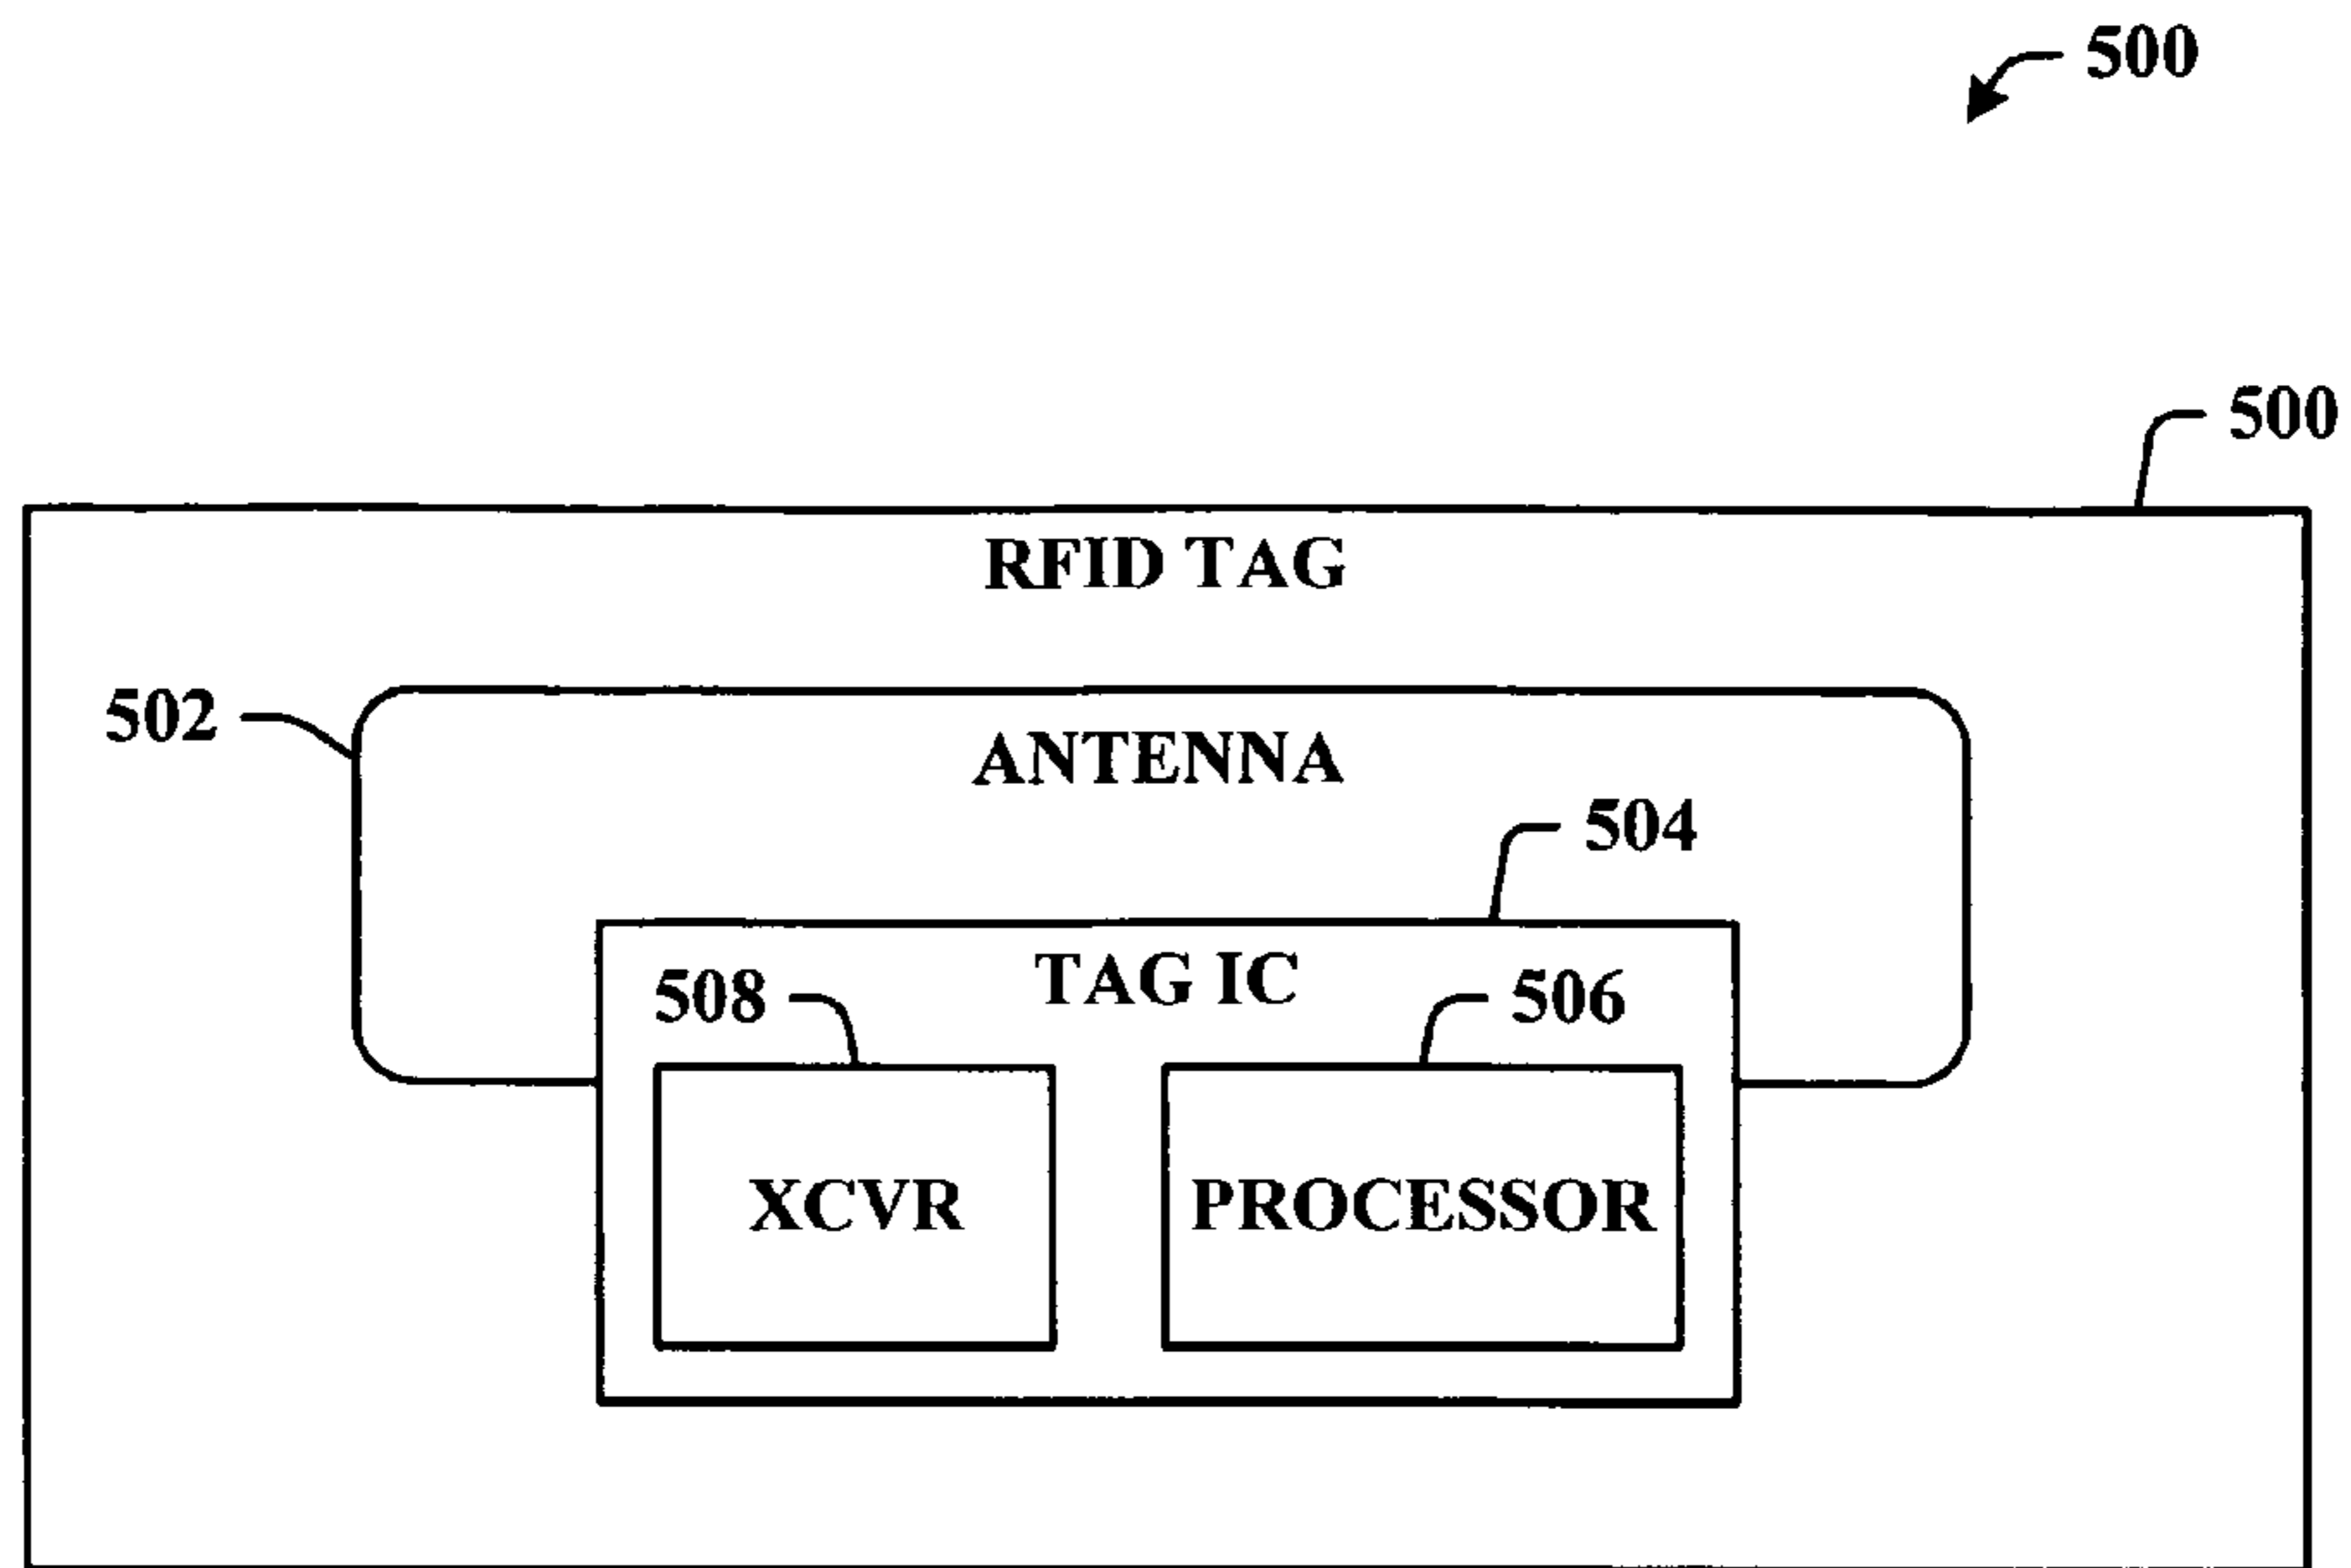 500
500
RFID TAG
502
ANTENNA
504
TAG IC
508
506
XCVR
PROCESSOR